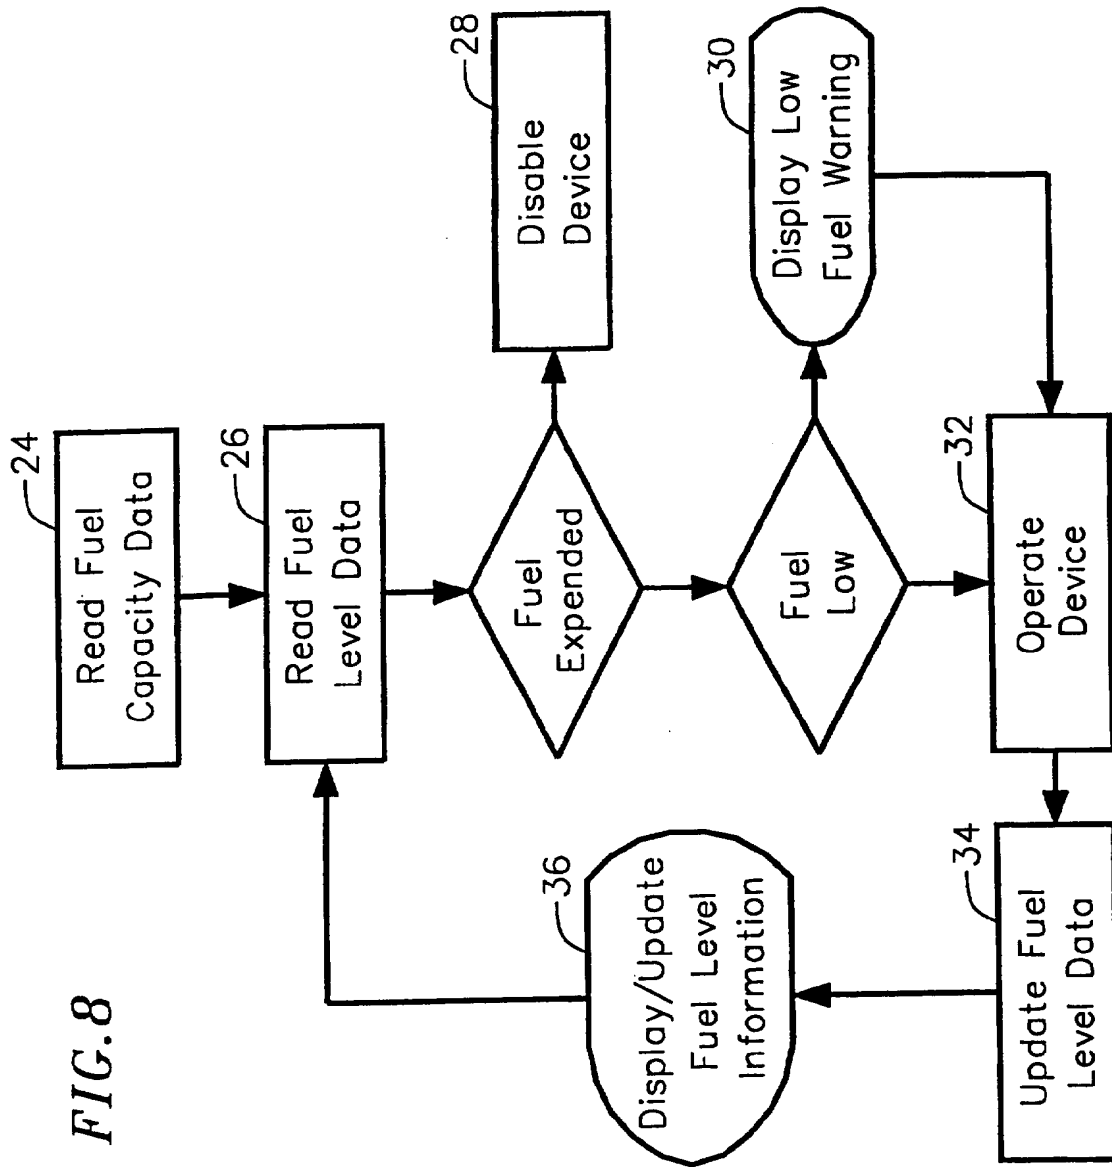 FIG.8
24
Read Fuel
Capacity Data
26
Read Fuel
Level Data
Fuel
Expended
28
Disable
Device
Fuel
Low
30
Display Low
Fuel Warning
32
Operate
Device
34
Update Fuel
Level Data
36
Display/Update
Fuel Level
Information